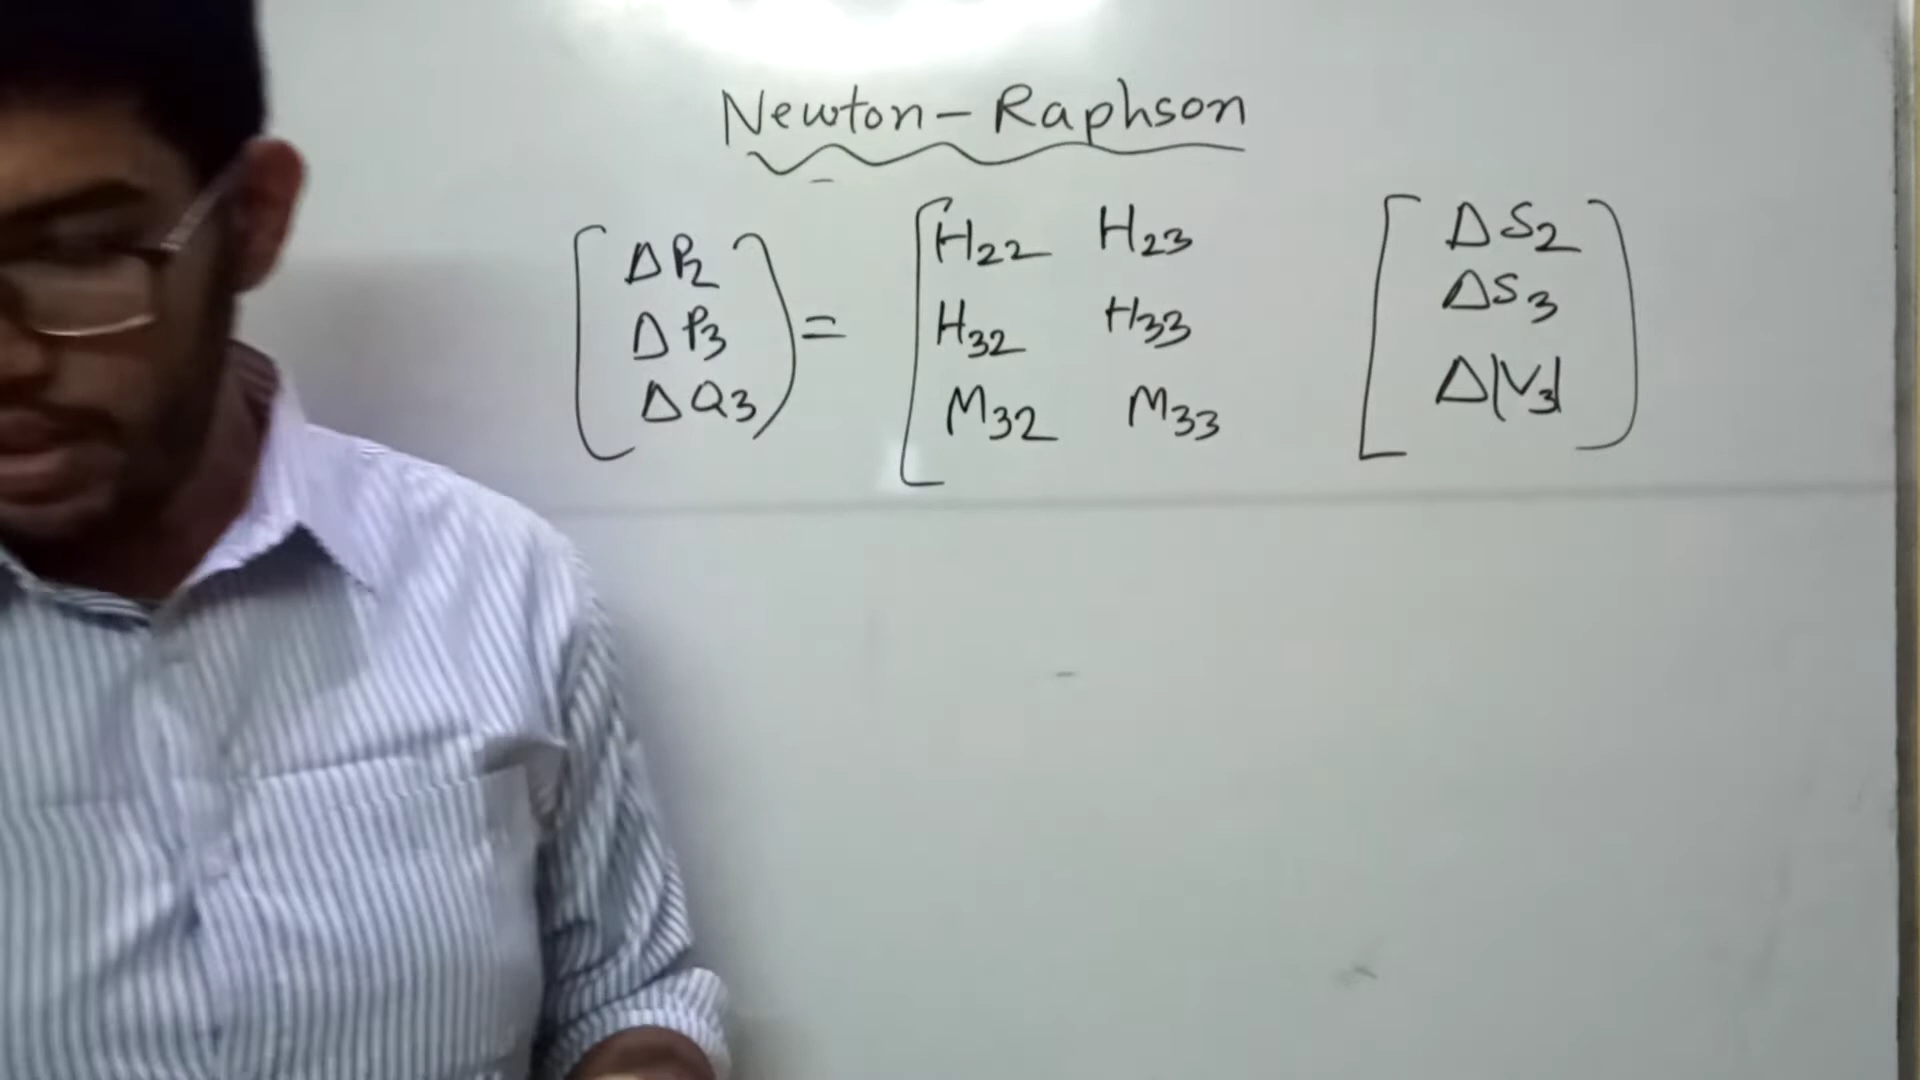 Newton-Raphson
ΔP2 = H22 H23 ΔS2
ΔP3 H32 H33 ΔS3
ΔQ3 M32 M33 Δ|V3|